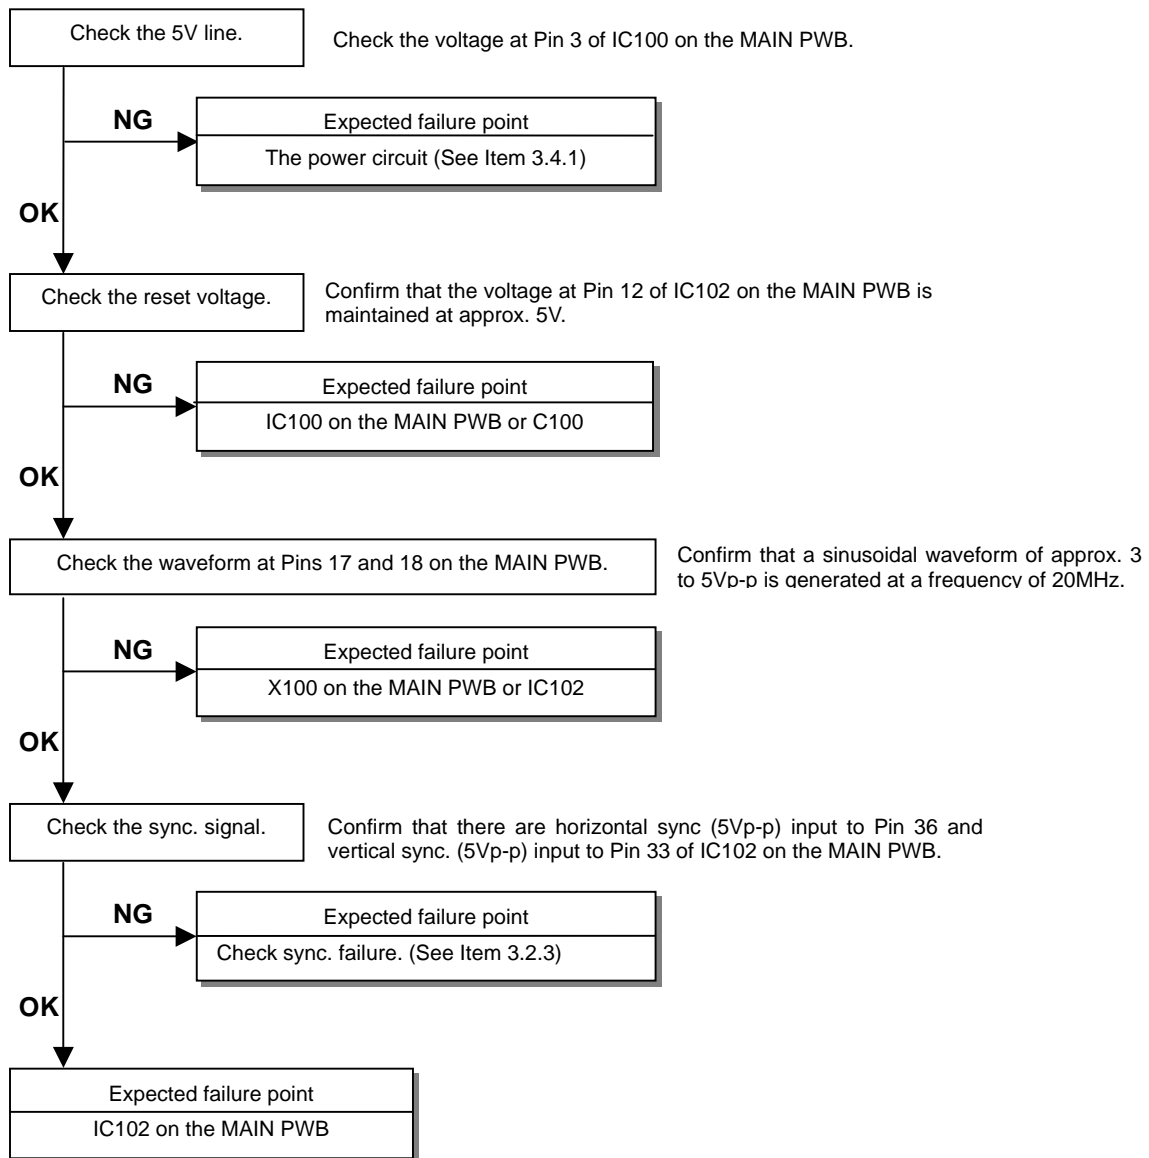 Check the 5V line.
Check the voltage at Pin 3 of IC100 on the MAIN PWB.
NG
Expected failure point
The power circuit (See Item 3.4.1)
OK
Check the reset voltage.
Confirm that the voltage at Pin 12 of IC102 on the MAIN PWB is
maintained at approx. 5V.
NG
Expected failure point
IC100 on the MAIN PWB or C100
OK
Check the waveform at Pins 17 and 18 on the MAIN PWB.
Confirm that a sinusoidal waveform of approx. 3
to 5Vp-p is generated at a frequency of 20MHz.
NG
Expected failure point
X100 on the MAIN PWB or IC102
OK
Check the sync. signal.
Confirm that there are horizontal sync (5Vp-p) input to Pin 36 and
vertical sync. (5Vp-p) input to Pin 33 of IC102 on the MAIN PWB.
NG
Expected failure point
Check sync. failure. (See Item 3.2.3)
OK
Expected failure point
IC102 on the MAIN PWB